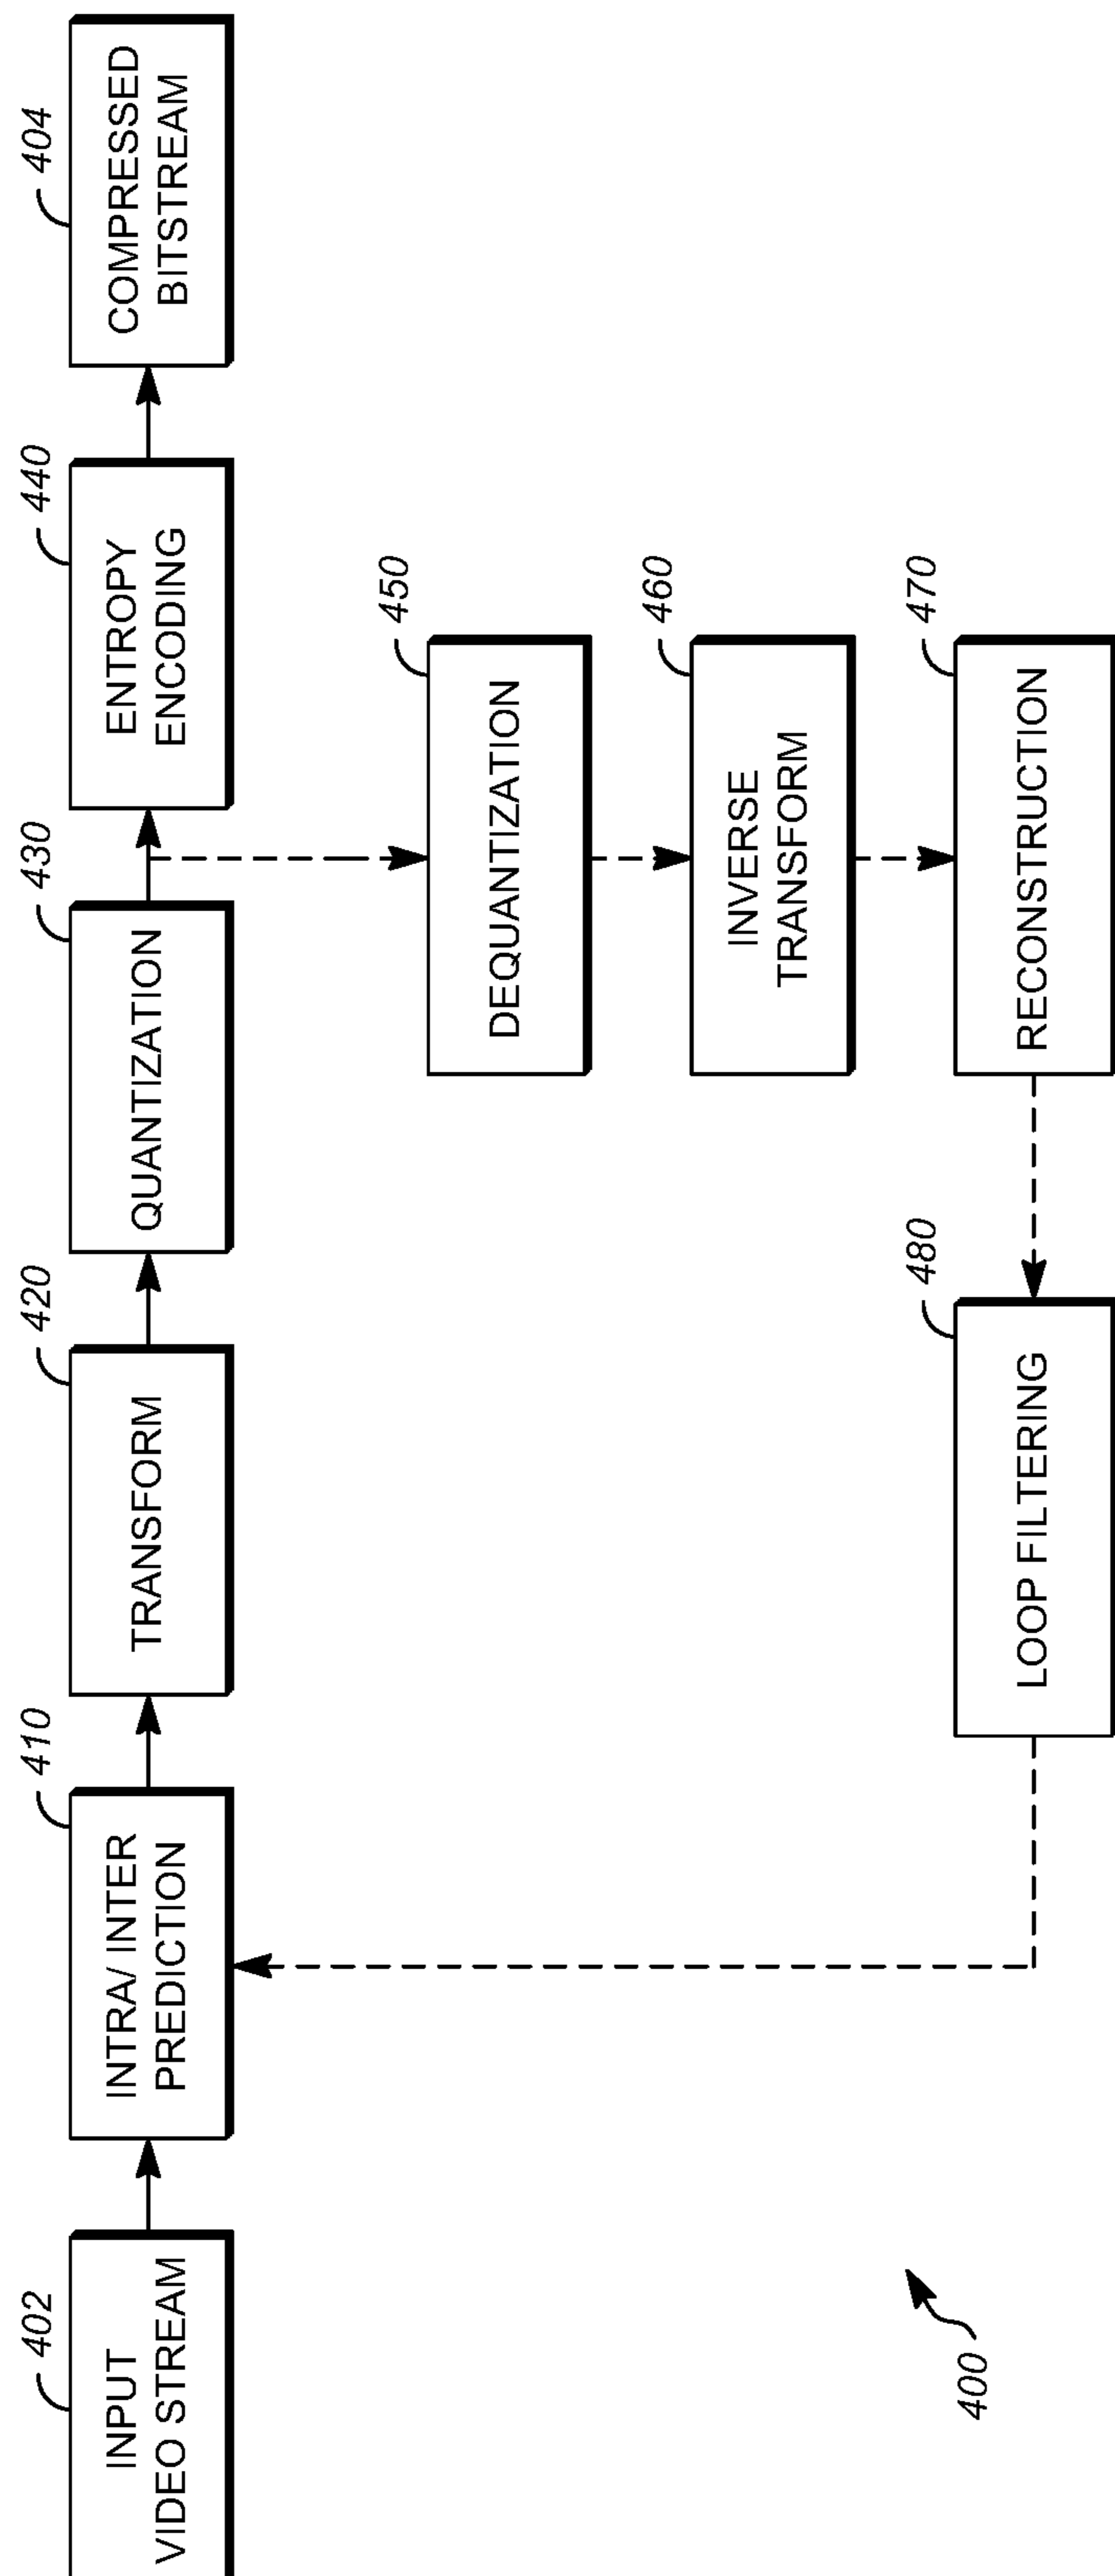 402
INPUT
VIDEO STREAM
410
INTRA/ INTER
PREDICTION
420
TRANSFORM
430
QUANTIZATION
440
ENTROPY
ENCODING
404
COMPRESSED
BITSTREAM
450
DEQUANTIZATION
460
INVERSE
TRANSFORM
470
RECONSTRUCTION
480
LOOP FILTERING
400